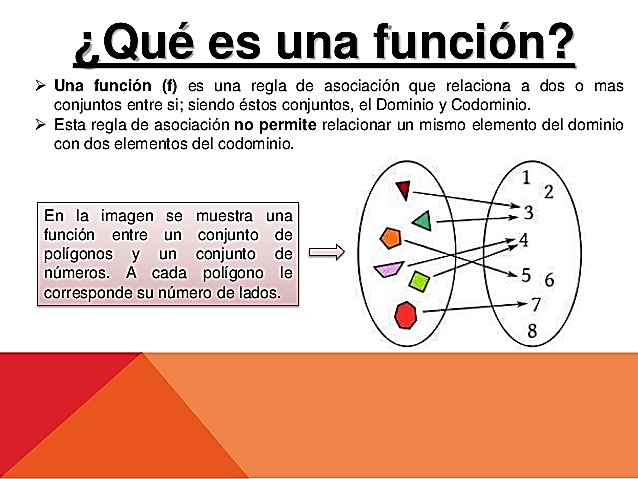 ¿Qué es una función?
➢ Una función (f) es una regla de asociación que relaciona a dos o mas
conjuntos entre si; siendo éstos conjuntos, el Dominio y Codominio.
➢ Esta regla de asociación no permite relacionar un mismo elemento del dominio
con dos elementos del codominio.
En la imagen se muestra una
función entre un conjunto de
polígonos y un conjunto de
números. A cada polígono le
corresponde su número de lados.
1
2
3
4
5
6
7
8